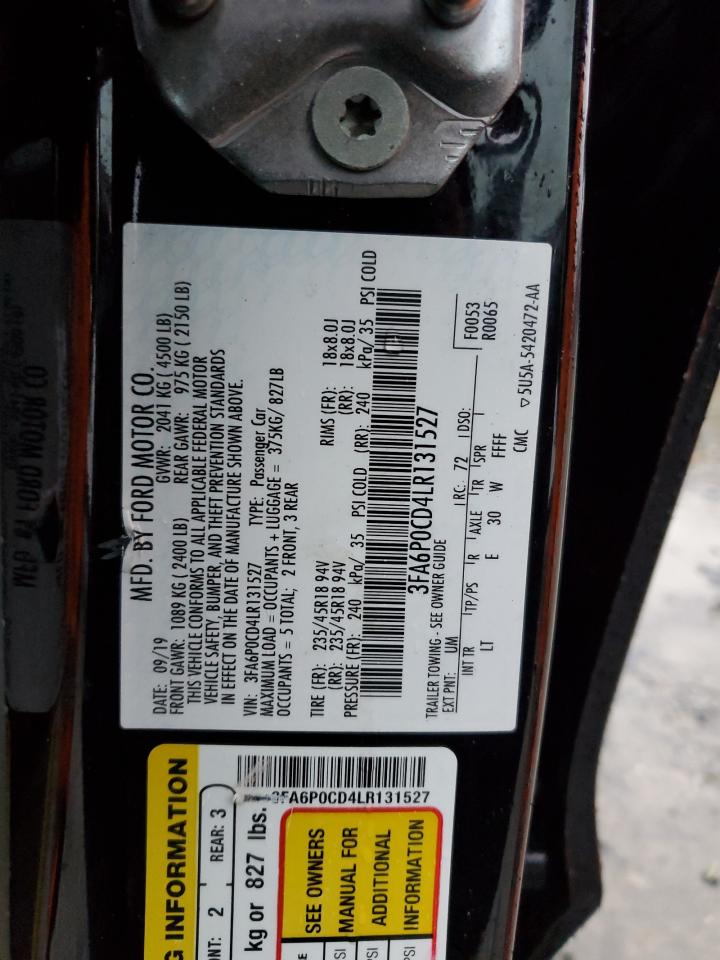 MFD. BY FORD MOTOR CO.
DATE: 09/19 GVWR: 2041 KG ( 4500 LB)
FRONT GAWR: 1089 KG ( 2400 LB) REAR GAWR: 975 KG ( 2150 LB)
THIS VEHICLE CONFORMS TO ALL APPLICABLE FEDERAL MOTOR
VEHICLE SAFETY, BUMPER, AND THEFT PREVENTION STANDARDS
IN EFFECT ON THE DATE OF MANUFACTURE SHOWN ABOVE.
VIN: 3FA6P0CD4LR131527 TYPE: Passenger Car
MAXIMUM LOAD = OCCUPANTS + LUGGAGE = 375KG/ 827LB
OCCUPANTS = 5 TOTAL; 2 FRONT, 3 REAR
TIRE (FR): 235/45R18 94V RIMS (FR): 18x8.0J
(RR): 235/45R18 94V (RR): 18x8.0J
PRESSURE (FR): 240 kPa/ 35 PSI COLD (RR): 240 kPa/ 35 PSI COLD
3FA6P0CD4LR131527
TRAILER TOWING - SEE OWNER GUIDE
F0053
R0065
EXT PNT: UM RC: 72 DSO:
INT TR TP/PS R AXLE TR SPR
LT E 30 W FFFF
CMC ▽5U5A-5420472-AA
G INFORMATION
NT: 2 REAR: 3
kg or 827 lbs.
3FA6P0CD4LR131527
SEE OWNERS
MANUAL FOR
ADDITIONAL
INFORMATION